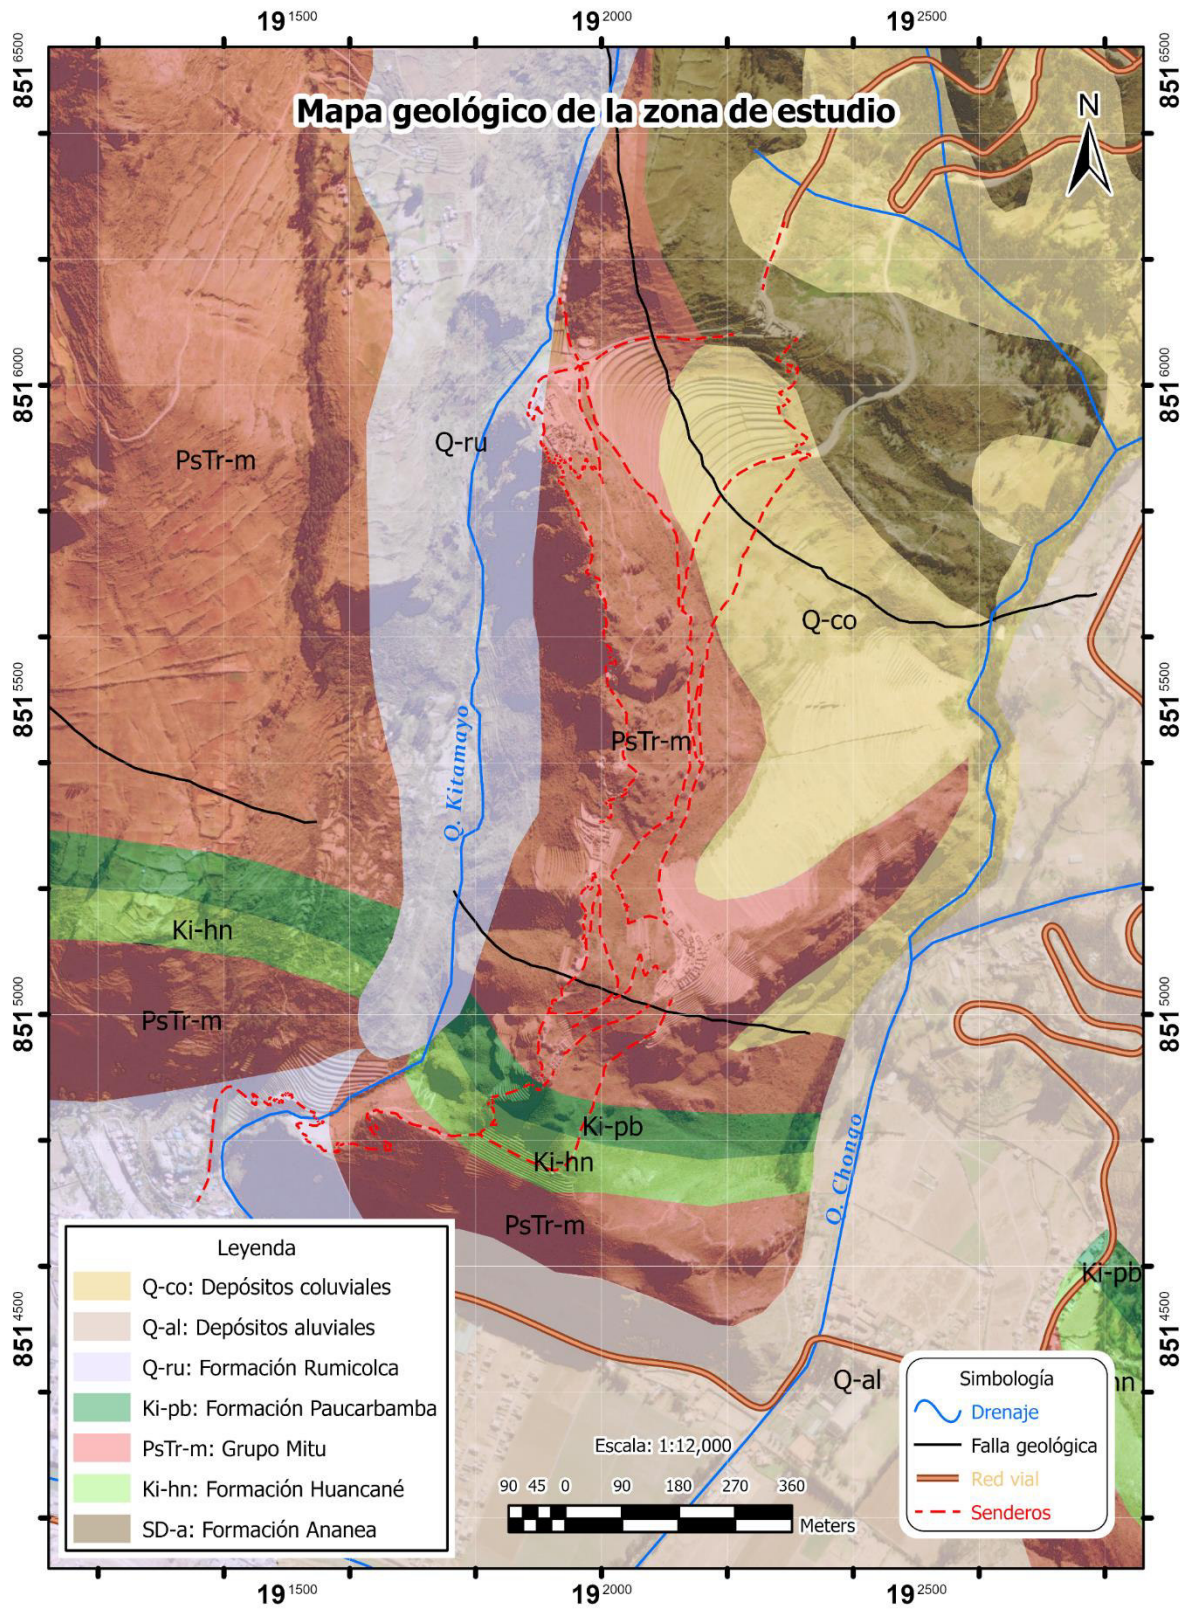 19 1500
19 2000
19 2500
851 6500
851 6500
Mapa geológico de la zona de estudio
N
851 6000
851 6000
Q-ru
PsTr-m
Q-co
851 5500
851 5500
PsTr-m
Q. Kitamayo
Ki-hn
PsTr-m
851 5000
851 5000
Ki-pb
Ki-hn
Q. Chongo
PsTr-m
Ki-pb
851 4500
851 4500
Q-al
hn
Leyenda
Q-co: Depósitos coluviales
Q-al: Depósitos aluviales
Q-ru: Formación Rumicolca
Ki-pb: Formación Paucarbamba
PsTr-m: Grupo Mitu
Ki-hn: Formación Huancané
SD-a: Formación Ananea
Escala: 1:12,000
90 45 0 90 180 270 360
Meters
Simbología
Drenaje
Falla geológica
Red vial
Senderos
19 1500
19 2000
19 2500